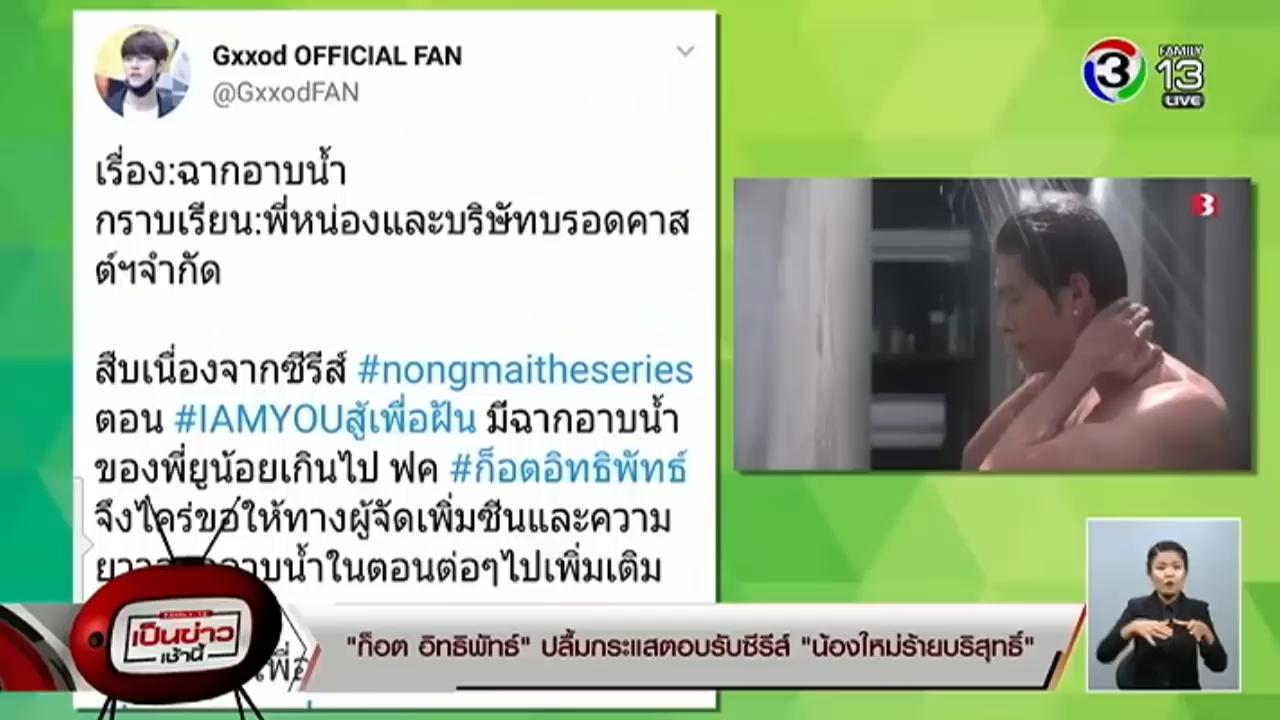 Gxxod OFFICIAL FAN
@GxxodFAN
เรื่อง:ฉากอาบน้ำ
กราบเรียน:พี่หน่องและบริษัทบรอดคาส
ต์ฯจำกัด
สืบเนื่องจากซีรีส์ #nongmaitheseries
ตอน #IAMYOUสู้เพื่อฝัน มีฉากอาบน้ำ
ของพี่ยูน้อยเกินไป ฟค #ก็อตอิทธิพัทธ์
จึงใคร่ขอให้ทางผู้จัดเพิ่มซีนและความ
อาบน้ำในตอนต่อๆไปเพิ่มเติม
3
FAMILY
13
LIVE
3
FAMILY 13
เป็นข่าว
เช้านี้
"ก็อต อิทธิพัทธ์" ปลื้มกระแสตอบรับซีรีส์ "น้องใหม่ร้ายบริสุทธิ์"